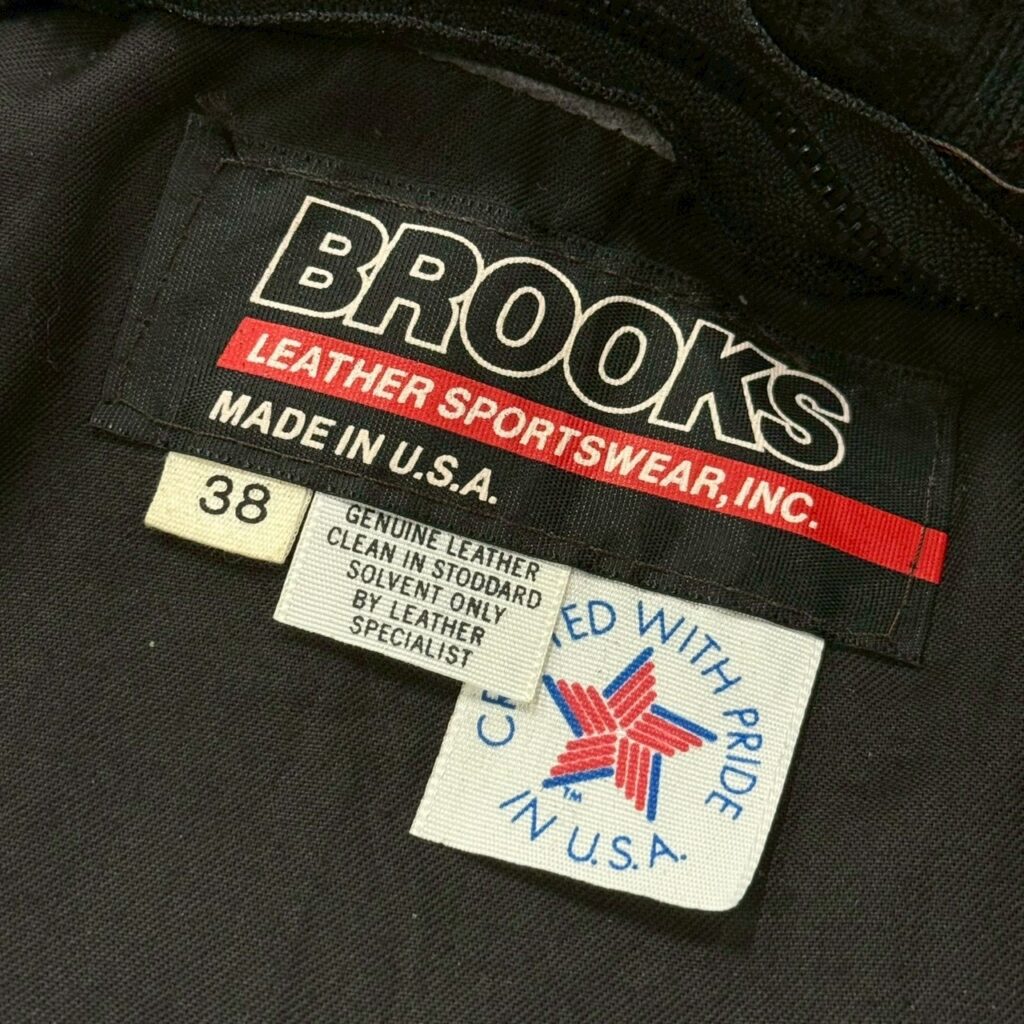 BROOKS
LEATHER SPORTSWEAR, INC.
MADE IN U.S.A.
38
GENUINE LEATHER
CLEAN IN STODDARD
SOLVENT ONLY
BY LEATHER
SPECIALIST
WITH PRIDE
IN U.S.A.
TM